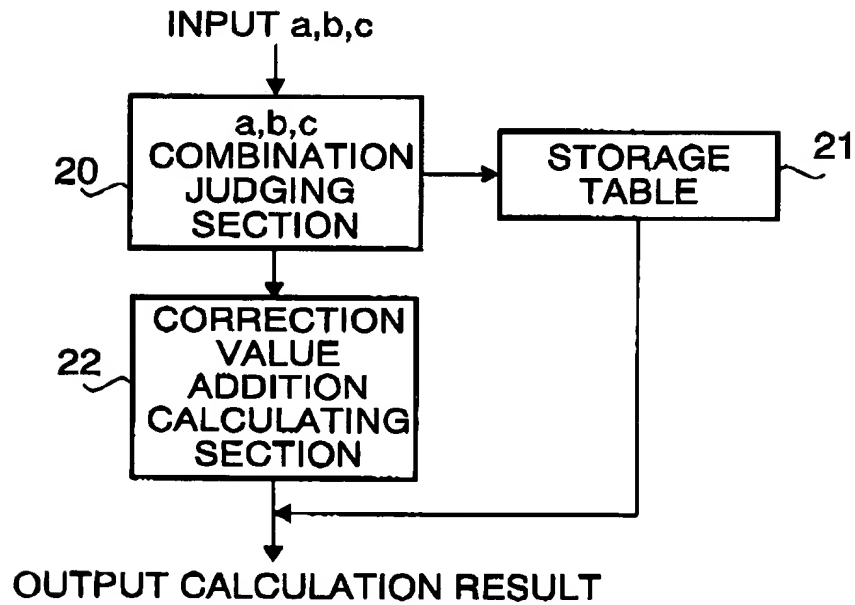 INPUT a,b,c
a,b,c
COMBINATION
JUDGING
SECTION
20
STORAGE
TABLE
21
CORRECTION
VALUE
ADDITION
CALCULATING
SECTION
22
OUTPUT CALCULATION RESULT